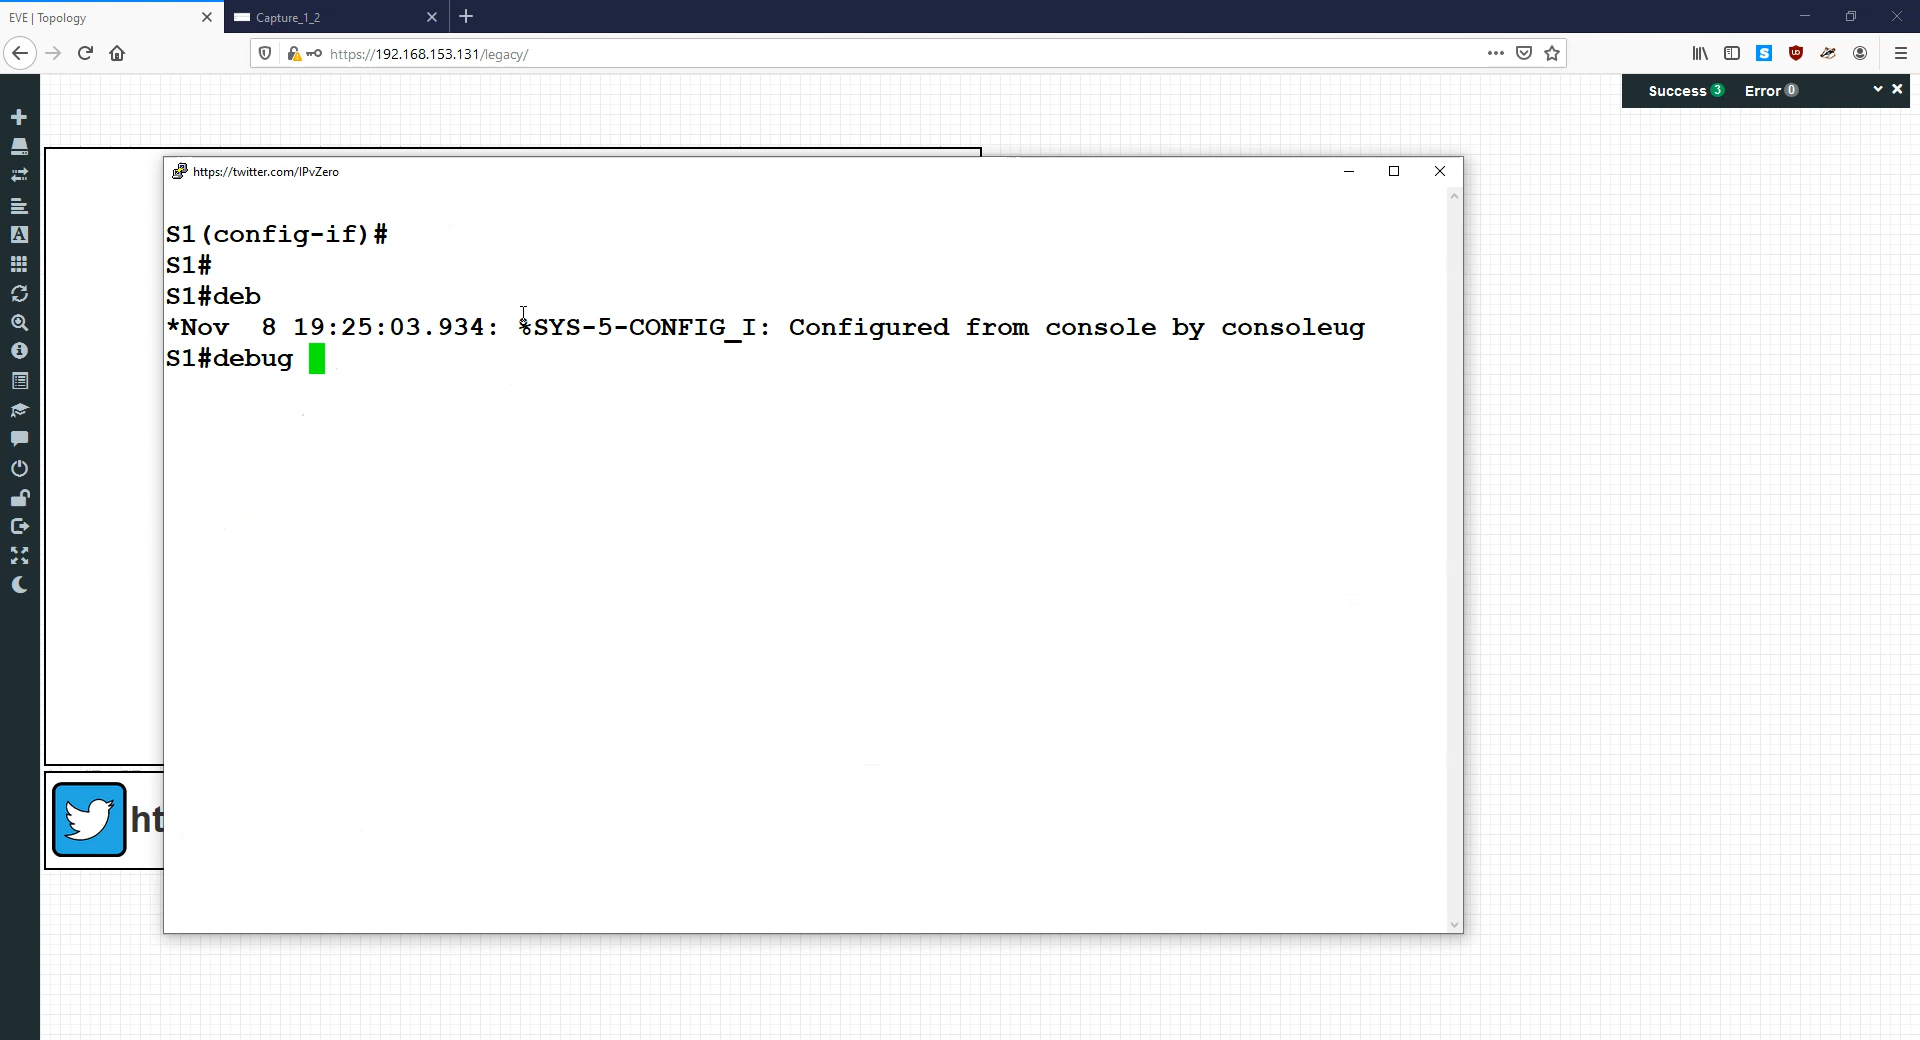 EVE | Topology
Capture_1_2
https://192.168.153.131/legacy/
Success 3 Error 0
https://twitter.com/IPvZero
S1(config-if)#
S1#
S1#deb
*Nov  8 19:25:03.934: %SYS-5-CONFIG_I: Configured from console by consoleug
S1#debug
ht